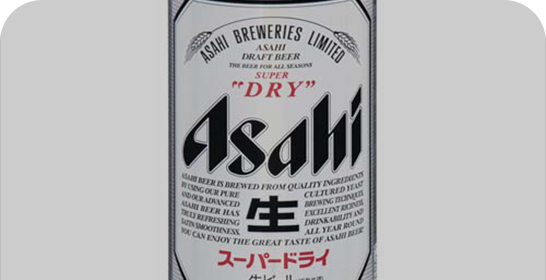 ASAHI BREWERIES LIMITED
ASAHI
DRAFT BEER
THE BEER FOR ALL SEASONS
SUPER
"DRY"
Asahi
ASAHI BEER IS BREWED FROM QUALITY INGREDIENTS
BY USING OUR PURE CULTURED YEAST
AND OUR ADVANCED BREWING TECHNIQUES.
ASAHI BEER HAS EXCELLENT RICHNESS,
TRULY REFRESHING DRINKABILITY AND
SATIN SMOOTHNESS. ALL YEAR ROUND
生
YOU CAN ENJOY THE GREAT TASTE OF ASAHI BEER!
スーパードライ